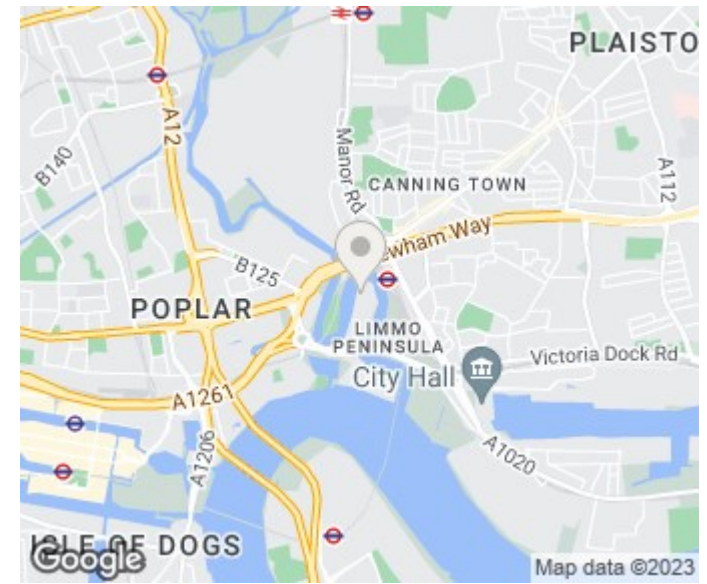 PLAISTO
A12
Manor Rd
B140
A112
CANNING TOWN
ewham Way
B125
POPLAR
LIMMO
PENINSULA
Victoria Dock Rd
City Hall
A1261
A1206
A1020
ISLE OF DOGS
Google
Map data ©2023